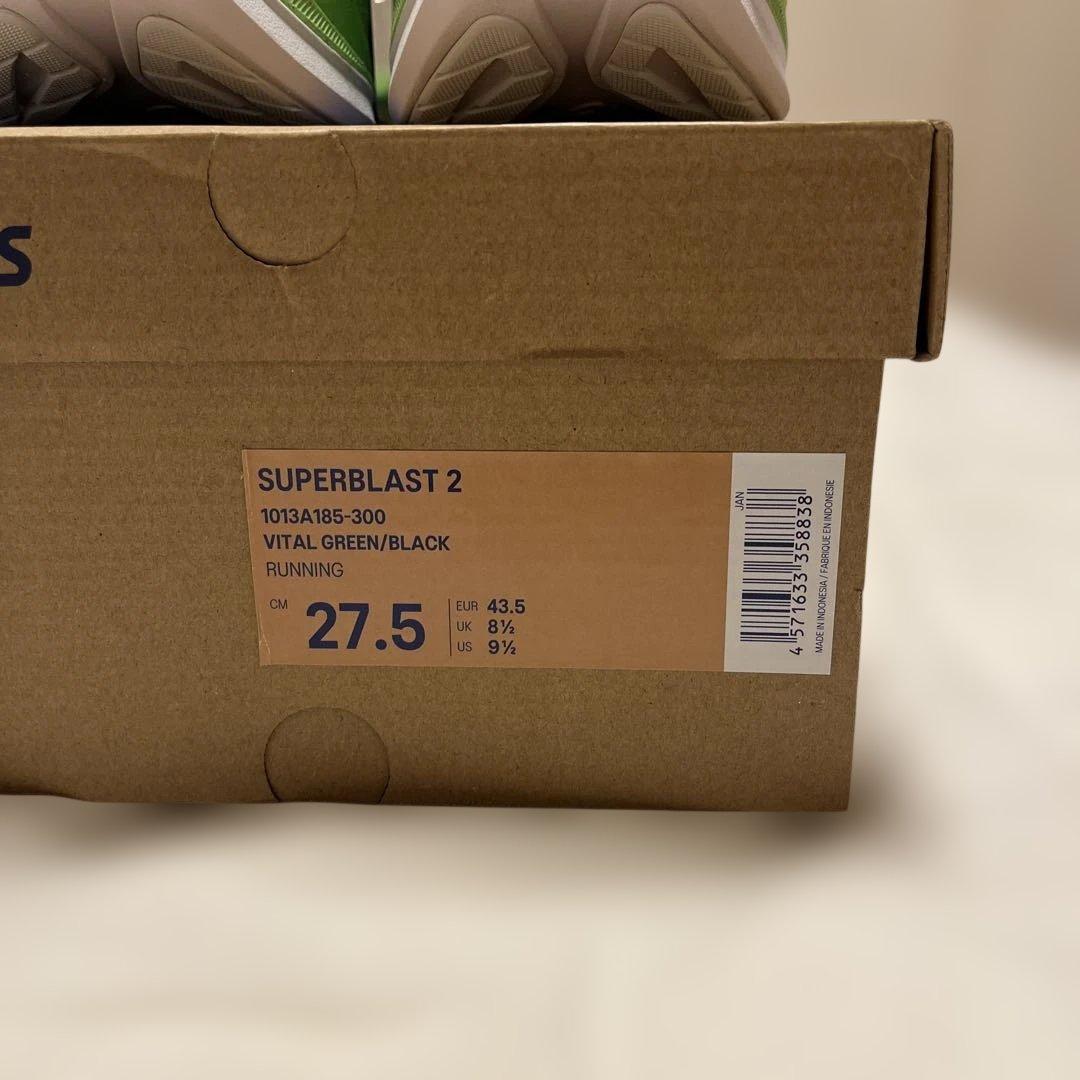 s
SUPERBLAST 2
1013A185-300
VITAL GREEN/BLACK
RUNNING
CM 27.5
EUR 43.5
UK 8½
US 9½
JAN
4 571633 358838
MADE IN INDONESIA / FABRIQUE EN INDONESIE